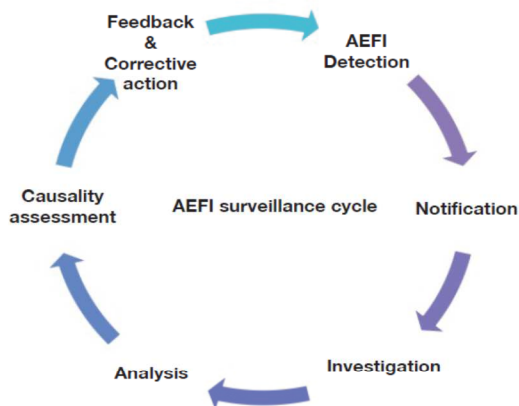 Feedback
&
Corrective
action
AEFI
Detection
Causality
assessment
AEFI surveillance cycle
Notification
Analysis
Investigation